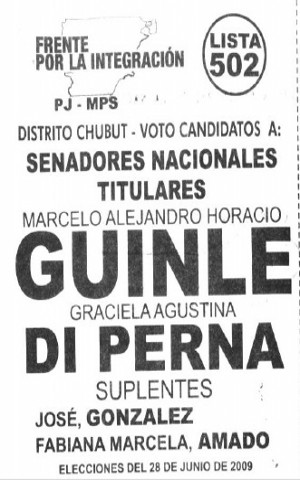 FRENTE
POR LA INTEGRACIÓN
PJ - MPS
LISTA
502
DISTRITO CHUBUT - VOTO CANDIDATOS A:
SENADORES NACIONALES
TITULARES
MARCELO ALEJANDRO HORACIO
GUINLE
GRACIELA AGUSTINA
DI PERNA
SUPLENTES
JOSÉ, GONZALEZ
FABIANA MARCELA, AMADO
ELECCIONES DEL 28 DE JUNIO DE 2009